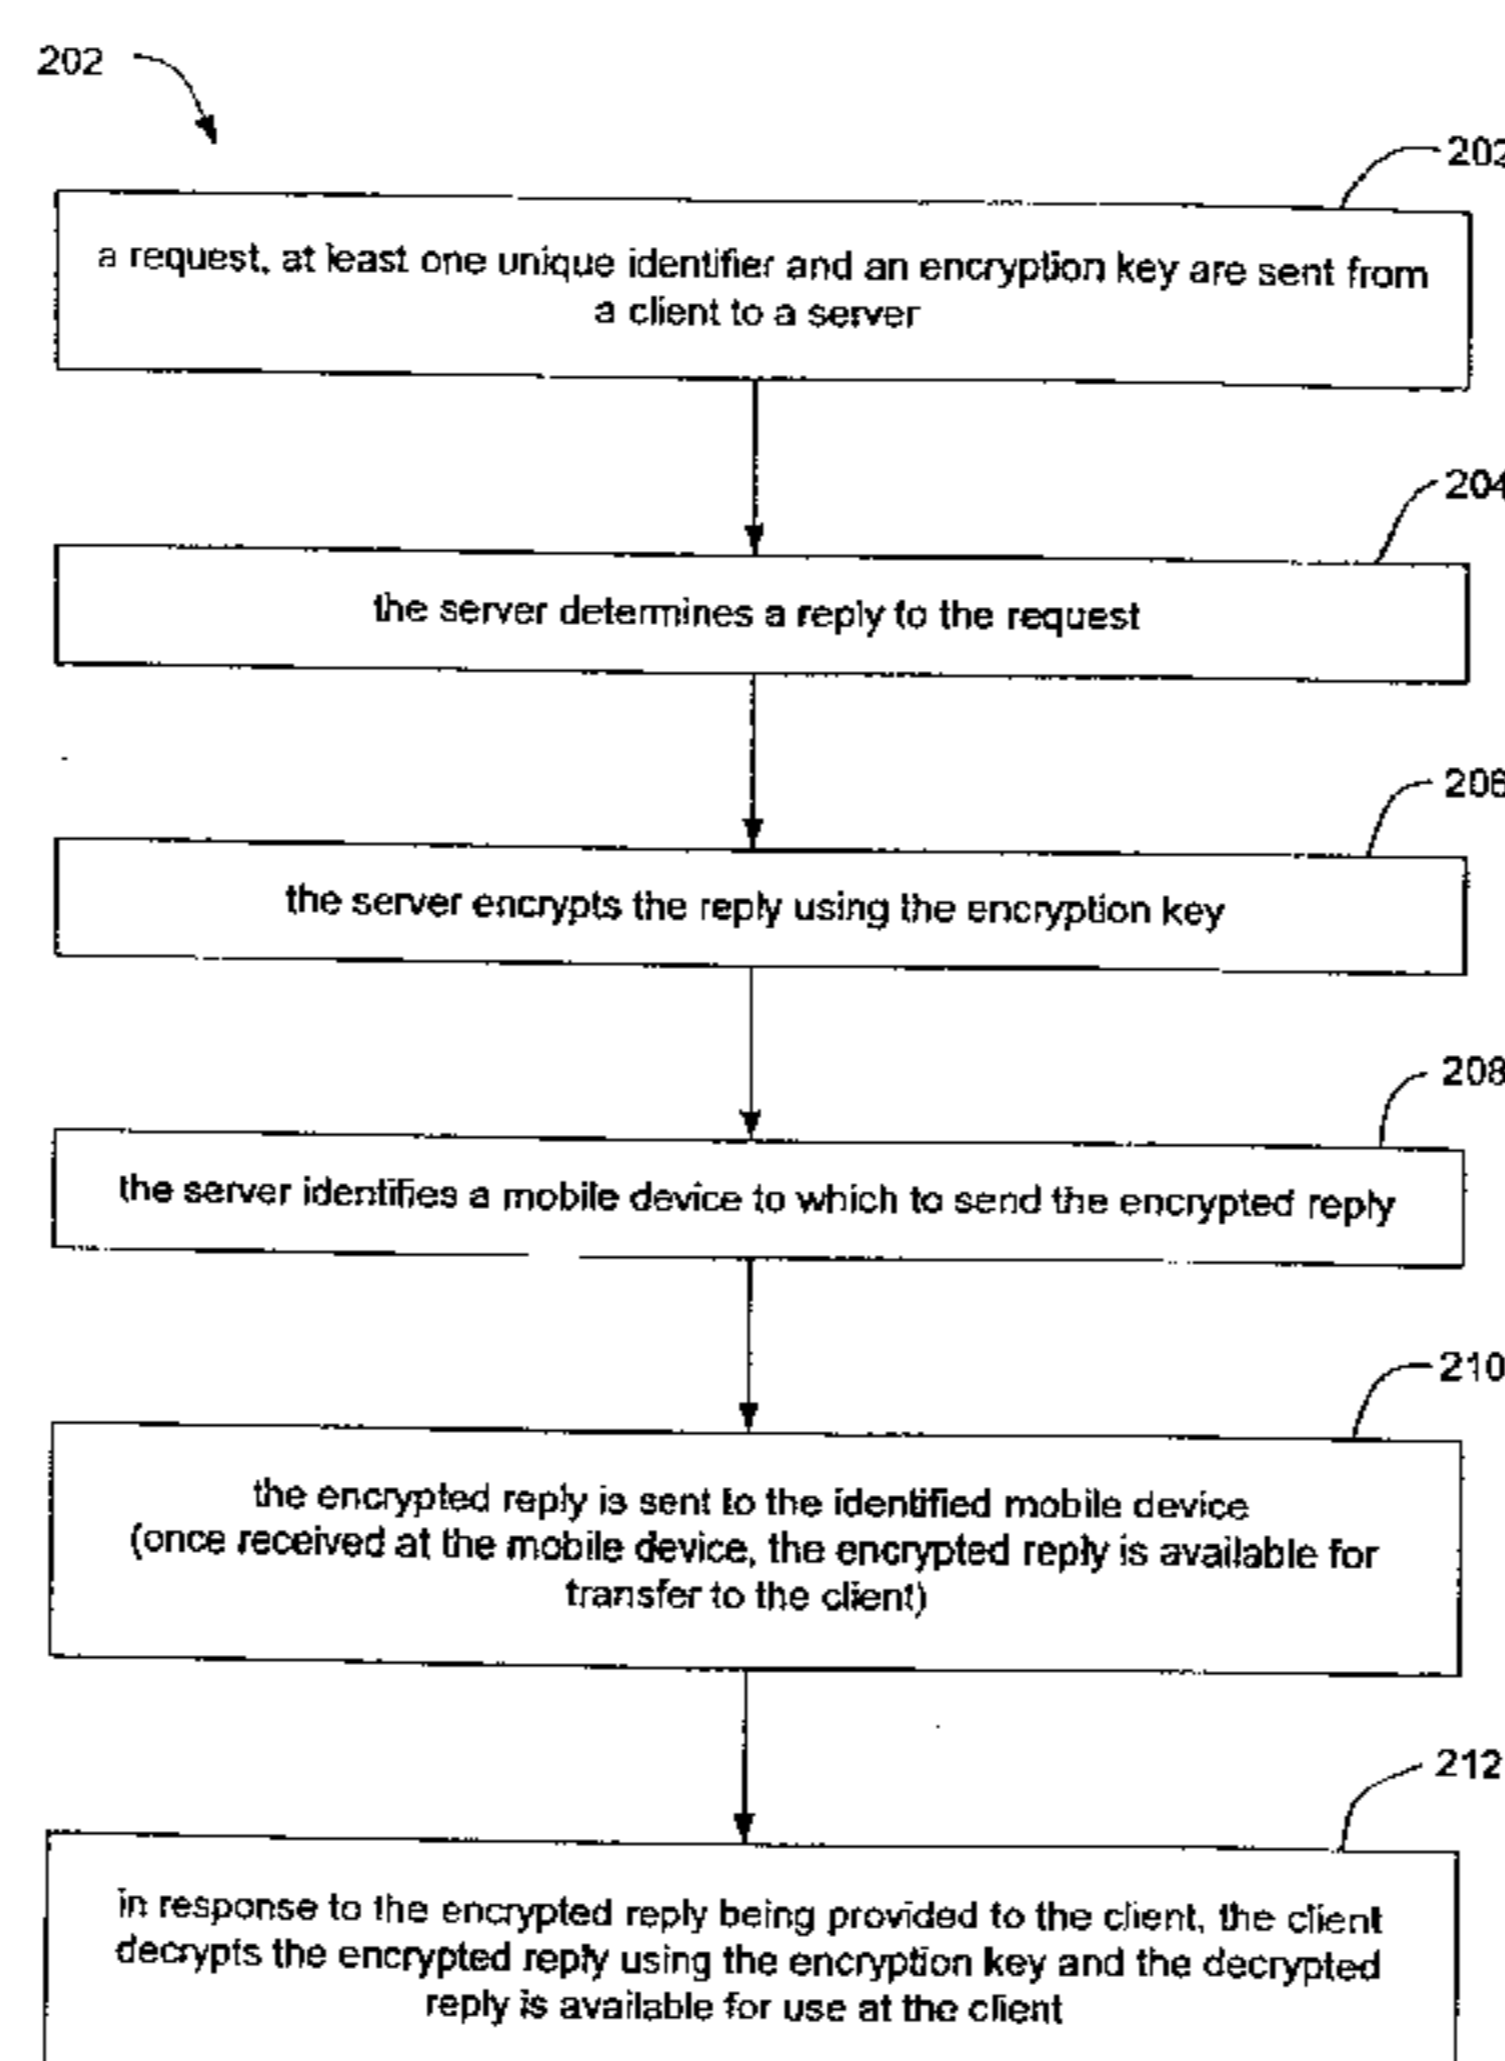 202
202
a request, at least one unique identifier and an encryption key are sent from
a client to a server
204
the server determines a reply to the request
206
the server encrypts the reply using the encryption key
208
the server identifies a mobile device to which to send the encrypted reply
210
the encrypted reply is sent to the identified mobile device
(once received at the mobile device, the encrypted reply is available for
transfer to the client)
212
in response to the encrypted reply being provided to the client, the client
decrypts the encrypted reply using the encryption key and the decrypted
reply is available for use at the client